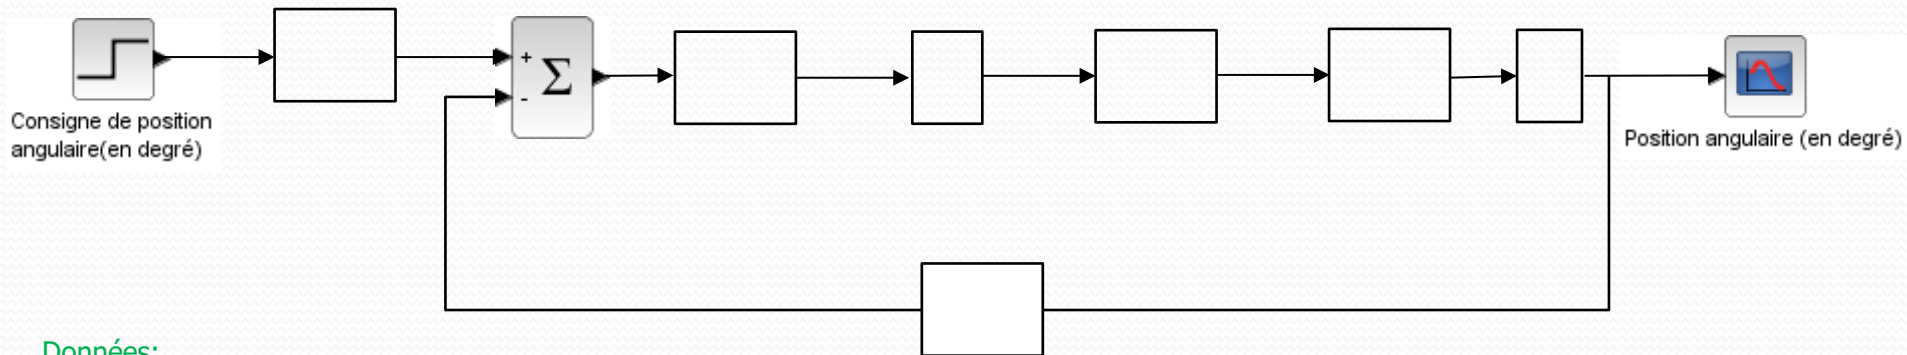 +
Σ
-
Consigne de position
angulaire(en degré)
Position angulaire (en degré)
Données: